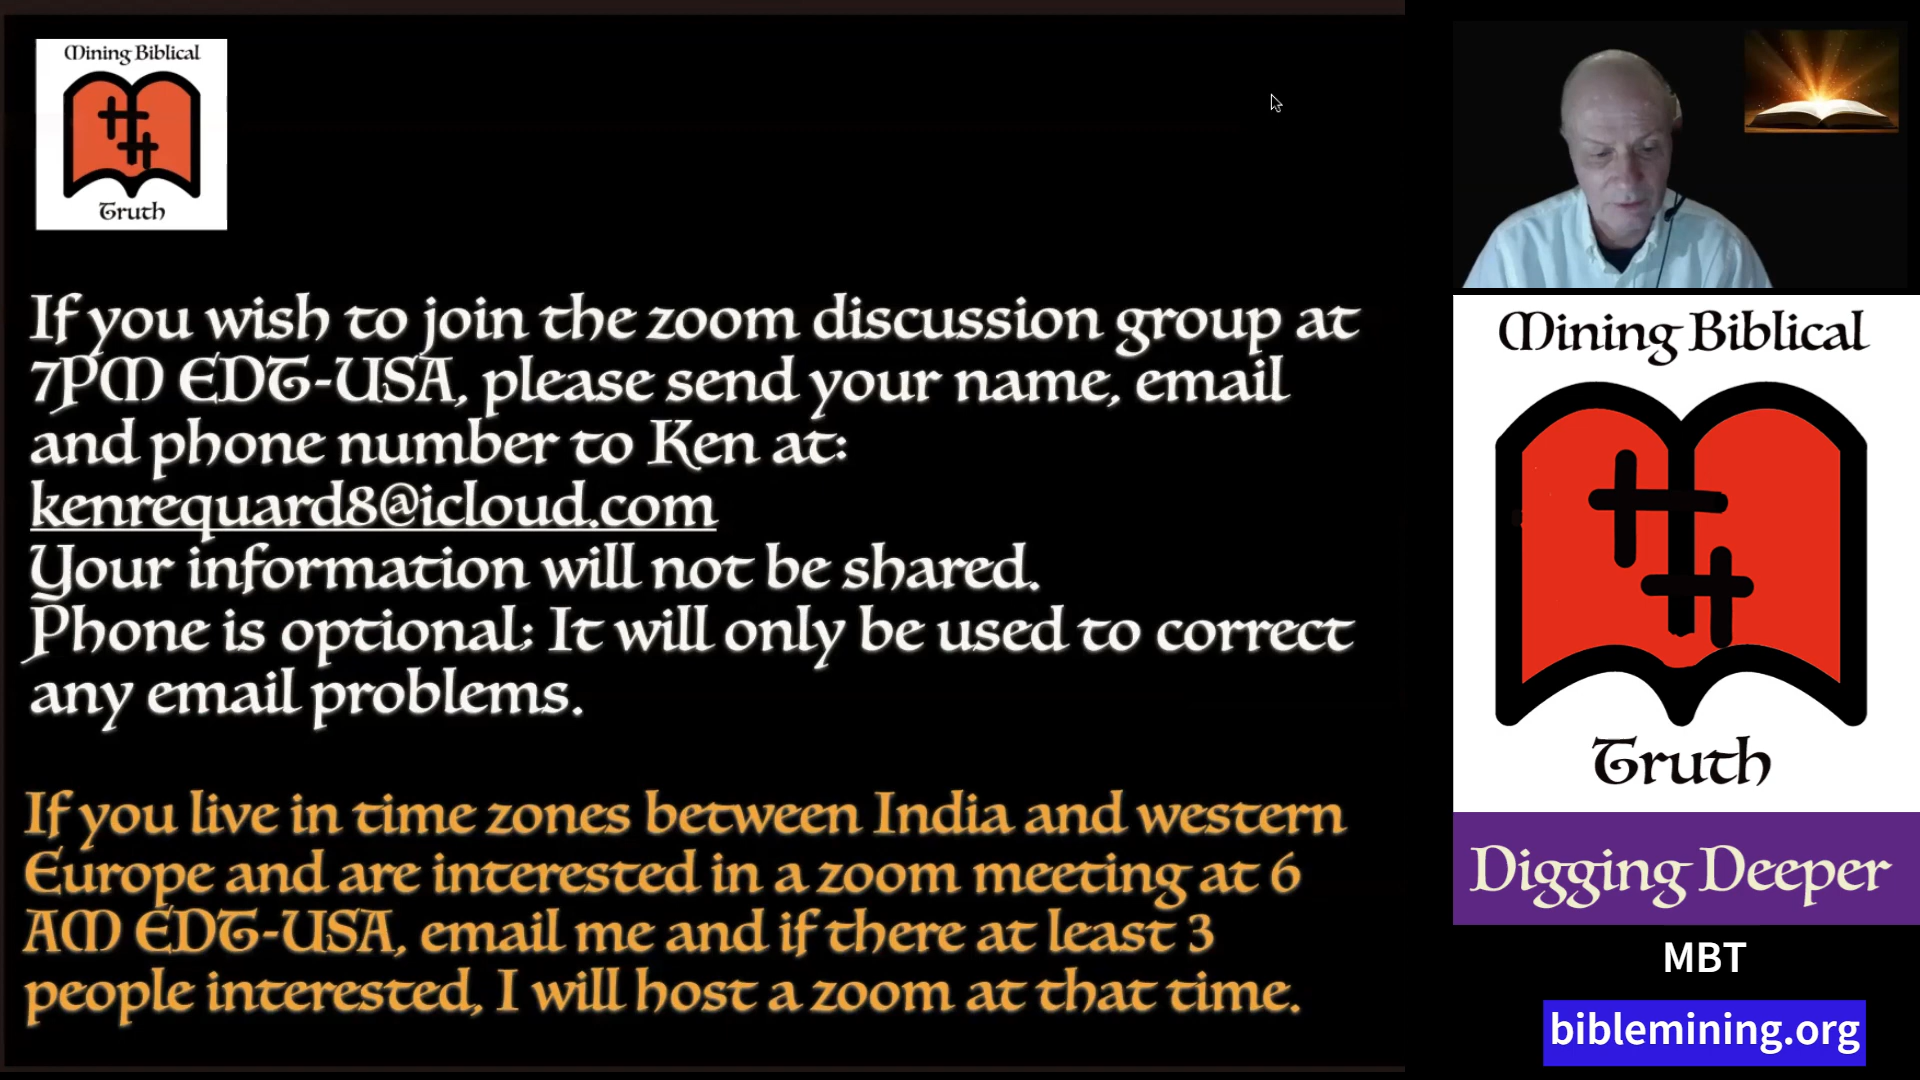 Mining Biblical
Truth
If you wish to join the zoom discussion group at
7PM EDT-USA, please send your name, email
and phone number to Ken at:
kenrequard8@icloud.com
Your information will not be shared.
Phone is optional; It will only be used to correct
any email problems.
If you live in time zones between India and western
Europe and are interested in a zoom meeting at 6
AM EDT-USA, email me and if there at least 3
people interested, I will host a zoom at that time.
Mining Biblical
Truth
Digging Deeper
MBT
biblemining.org